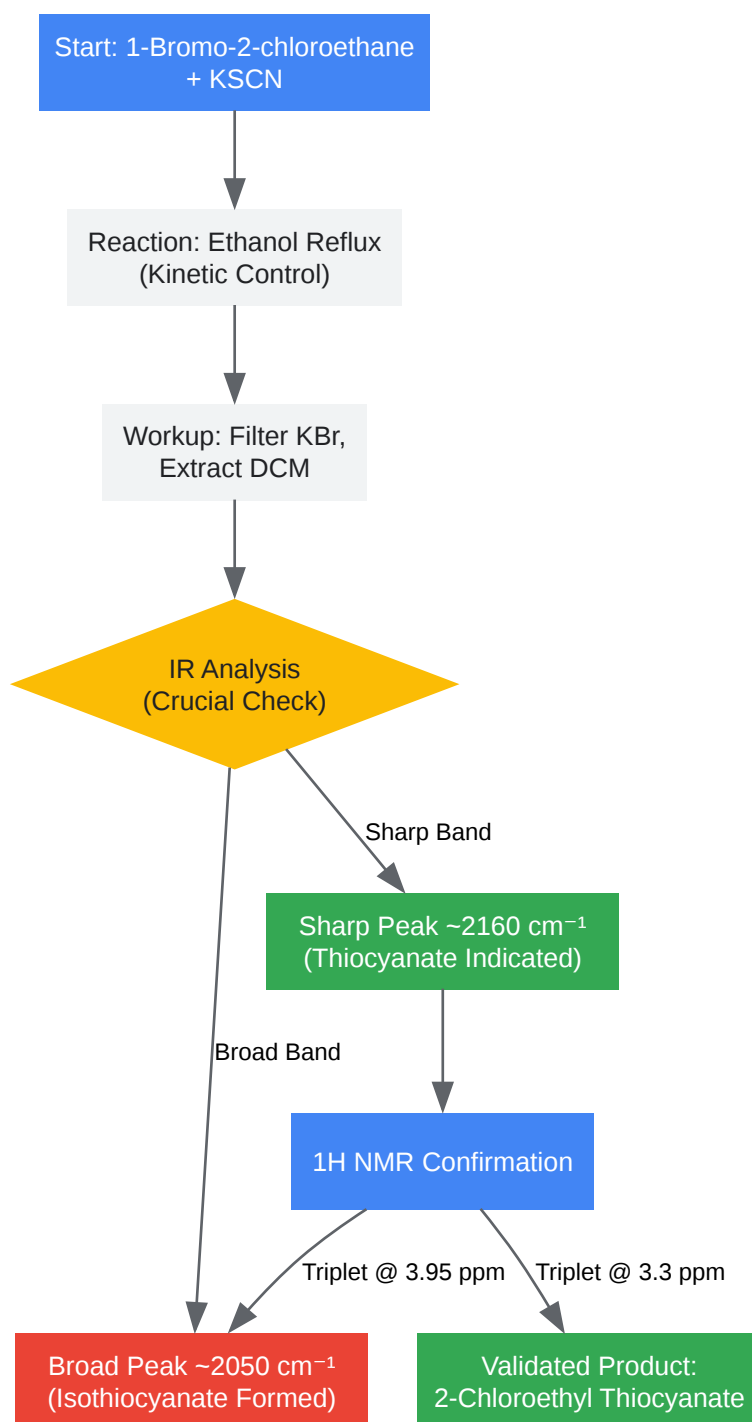 Start: 1-Bromo-2-chloroethane
+ KSCN
Reaction: Ethanol Reflux
(Kinetic Control)
Workup: Filter KBr,
Extract DCM
IR Analysis
(Crucial Check)
Sharp Band
Sharp Peak ~2160 cm⁻¹
(Thiocyanate Indicated)
Broad Band
1H NMR Confirmation
Triplet @ 3.95 ppm
Triplet @ 3.3 ppm
Broad Peak ~2050 cm⁻¹
(Isothiocyanate Formed)
Validated Product:
2-Chloroethyl Thiocyanate